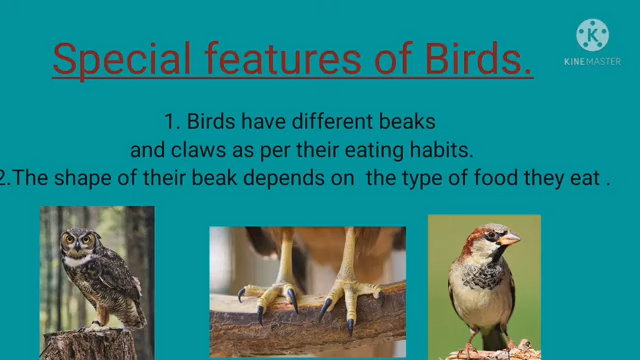 Special features of Birds.
K
KINEMASTER
1. Birds have different beaks
and claws as per their eating habits.
2.The shape of their beak depends on the type of food they eat .